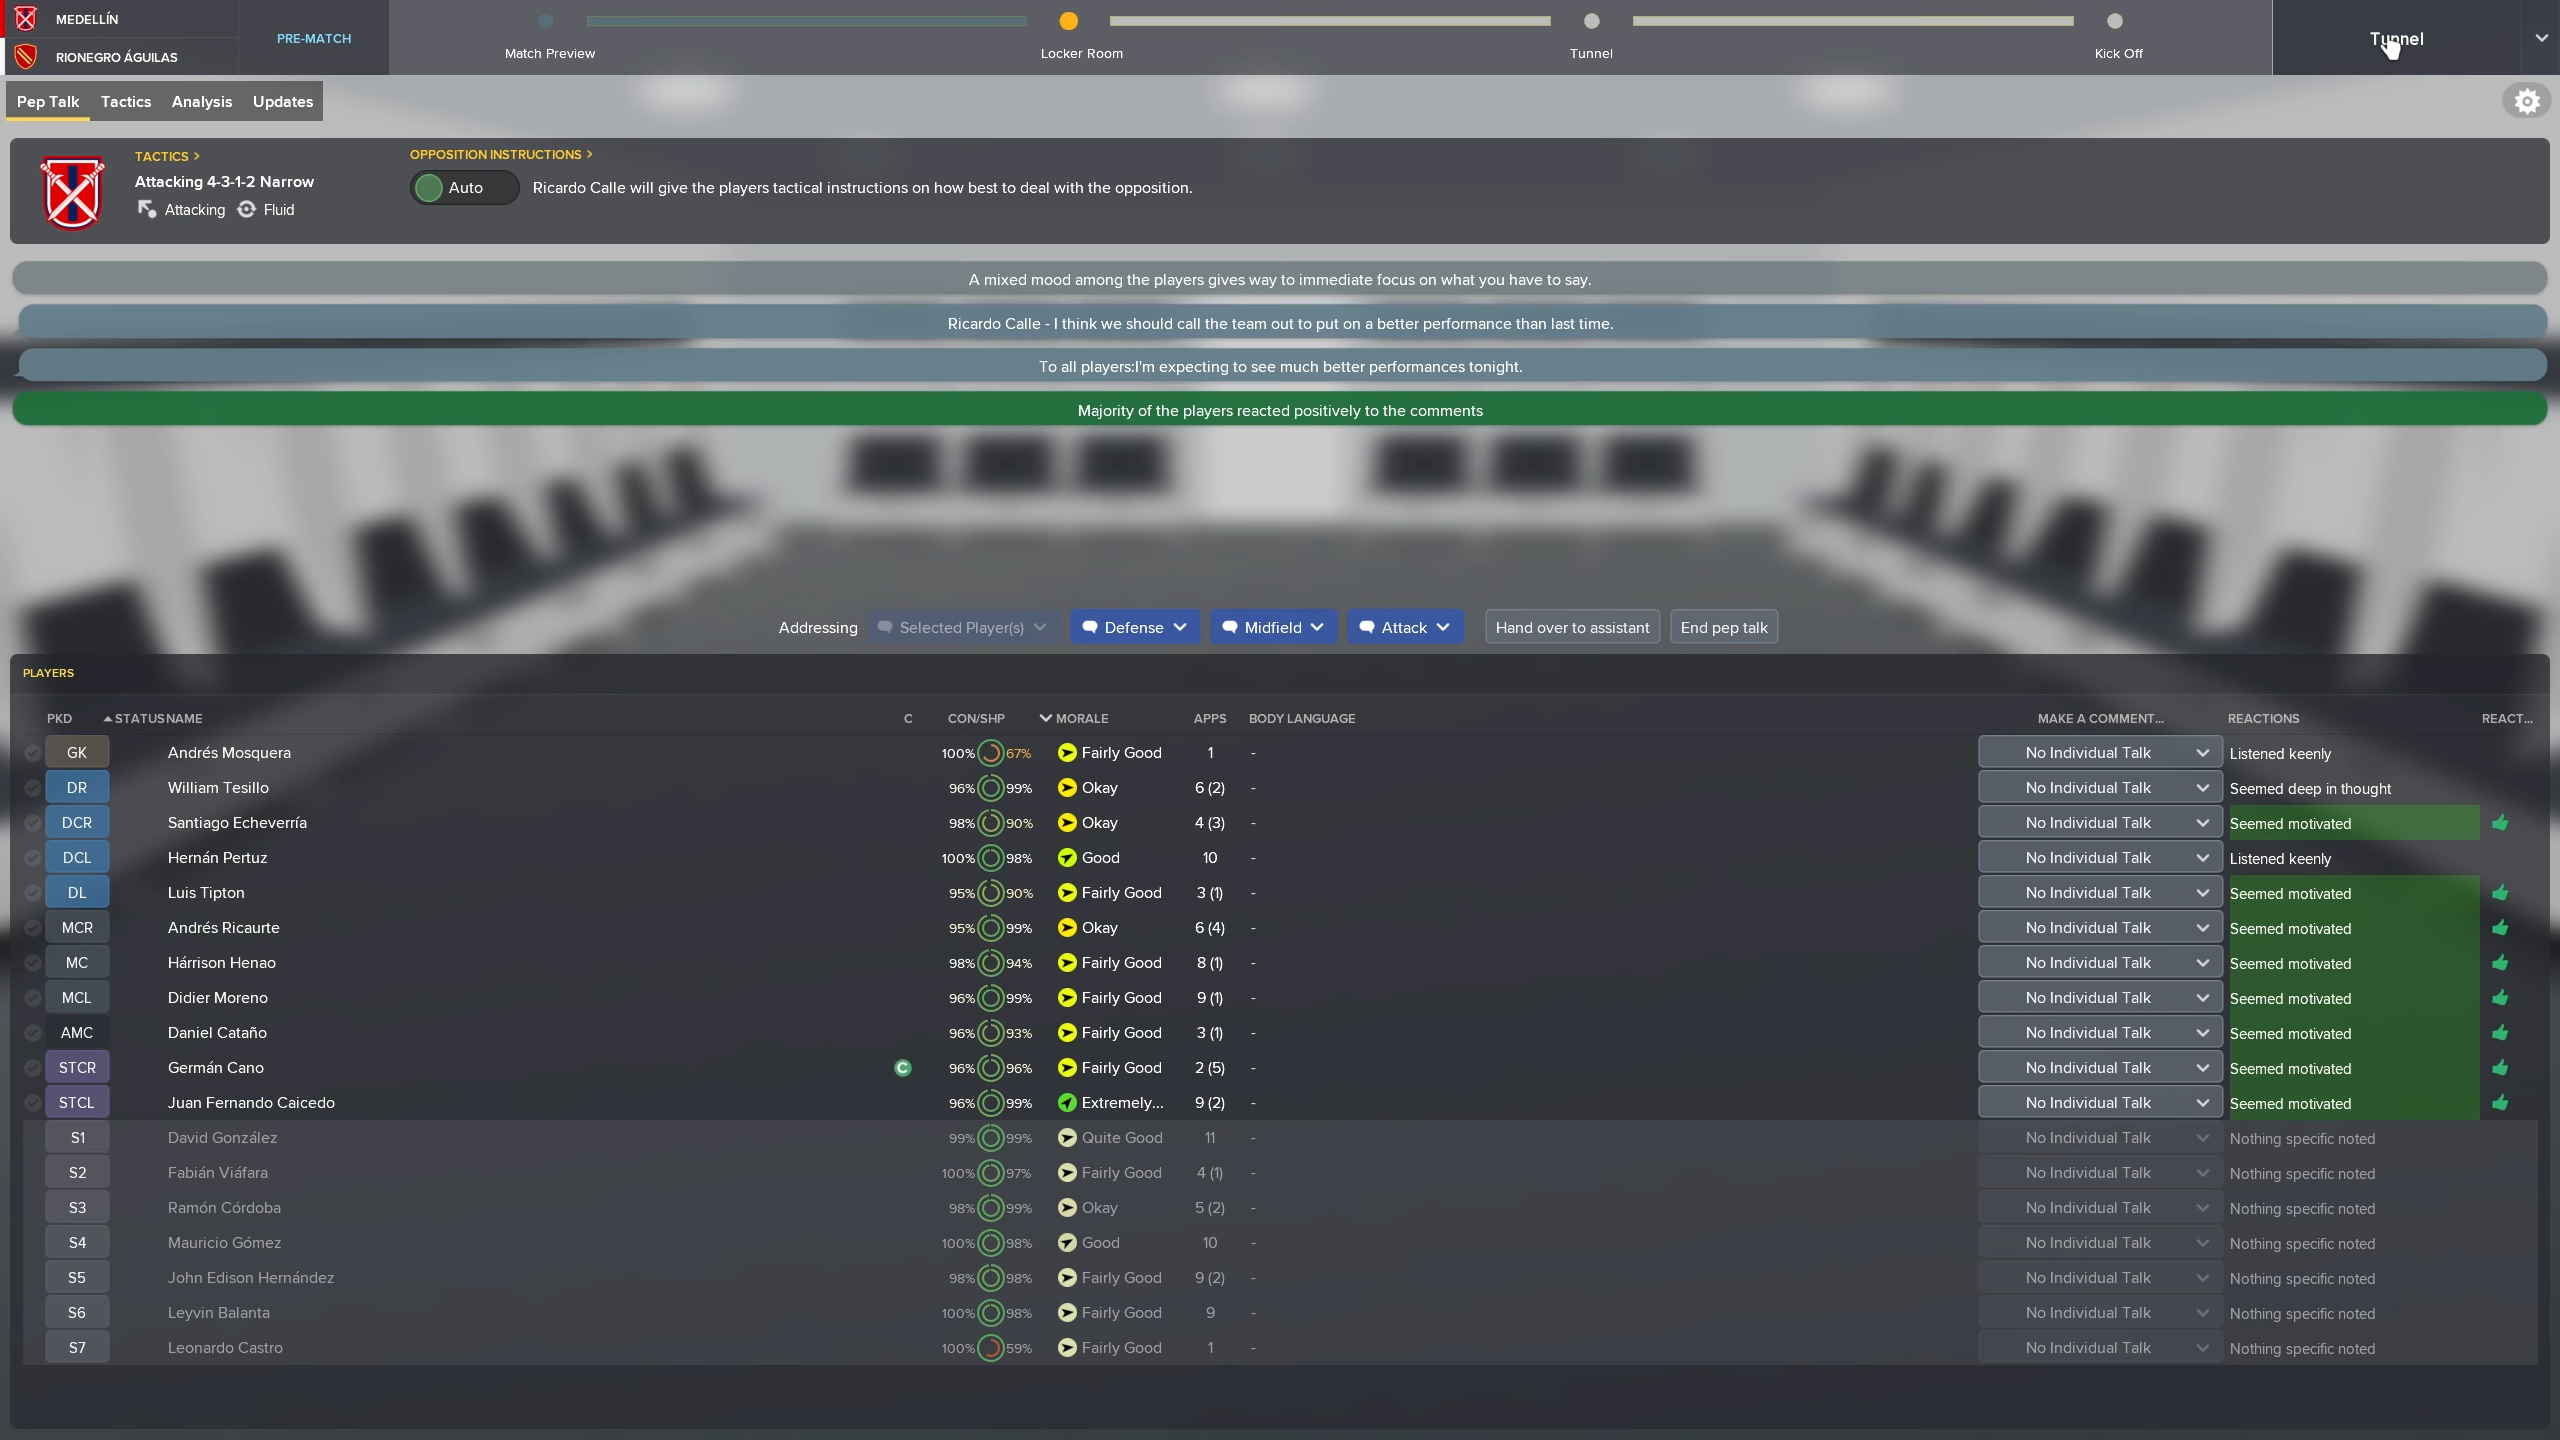 MEDELLÍN
RIONEGRO ÁGUILAS
PRE-MATCH
Match Preview
Locker Room
Tunnel
Kick Off
Tunnel
Pep Talk Tactics Analysis Updates
TACTICS >
Attacking 4-3-1-2 Narrow
Attacking Fluid
OPPOSITION INSTRUCTIONS >
Auto Ricardo Calle will give the players tactical instructions on how best to deal with the opposition.
A mixed mood among the players gives way to immediate focus on what you have to say.
Ricardo Calle - I think we should call the team out to put on a better performance than last time.
To all players:I'm expecting to see much better performances tonight.
Majority of the players reacted positively to the comments
Addressing Selected Player(s) Defense Midfield Attack Hand over to assistant End pep talk
PLAYERS
PKD STATUS NAME C CON/SHP MORALE APPS BODY LANGUAGE MAKE A COMMENT... REACTIONS REACT...
GK Andrés Mosquera 100% 67% Fairly Good 1 - No Individual Talk Listened keenly
DR William Tesillo 96% 99% Okay 6 (2) - No Individual Talk Seemed deep in thought
DCR Santiago Echeverría 98% 90% Okay 4 (3) - No Individual Talk Seemed motivated
DCL Hernán Pertuz 100% 98% Good 10 - No Individual Talk Listened keenly
DL Luis Tipton 95% 90% Fairly Good 3 (1) - No Individual Talk Seemed motivated
MCR Andrés Ricaurte 95% 99% Okay 6 (4) - No Individual Talk Seemed motivated
MC Hárrison Henao 98% 94% Fairly Good 8 (1) - No Individual Talk Seemed motivated
MCL Didier Moreno 96% 99% Fairly Good 9 (1) - No Individual Talk Seemed motivated
AMC Daniel Cataño 96% 93% Fairly Good 3 (1) - No Individual Talk Seemed motivated
STCR Germán Cano C 96% 96% Fairly Good 2 (5) - No Individual Talk Seemed motivated
STCL Juan Fernando Caicedo 96% 99% Extremely... 9 (2) - No Individual Talk Seemed motivated
S1 David González 99% 99% Quite Good 11 - No Individual Talk Nothing specific noted
S2 Fabián Viáfara 100% 97% Fairly Good 4 (1) - No Individual Talk Nothing specific noted
S3 Ramón Córdoba 98% 99% Okay 5 (2) - No Individual Talk Nothing specific noted
S4 Mauricio Gómez 100% 98% Good 10 - No Individual Talk Nothing specific noted
S5 John Edison Hernández 98% 98% Fairly Good 9 (2) - No Individual Talk Nothing specific noted
S6 Leyvin Balanta 100% 98% Fairly Good 9 - No Individual Talk Nothing specific noted
S7 Leonardo Castro 100% 59% Fairly Good 1 - No Individual Talk Nothing specific noted